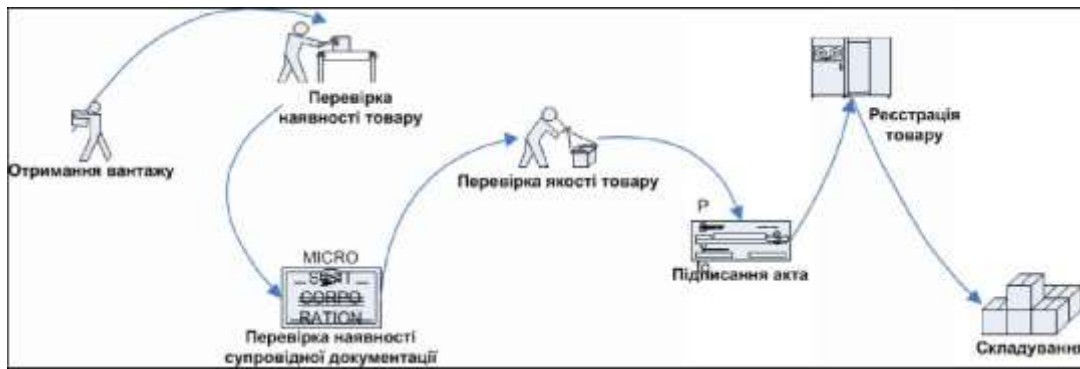 Отримання вантажу
Перевірка
наявності товару
MICRO
CORPO
RATION
Перевірка наявності
супровідної документації
Перевірка якості товару
P
Підписання акта
Реєстрація
товару
Складування